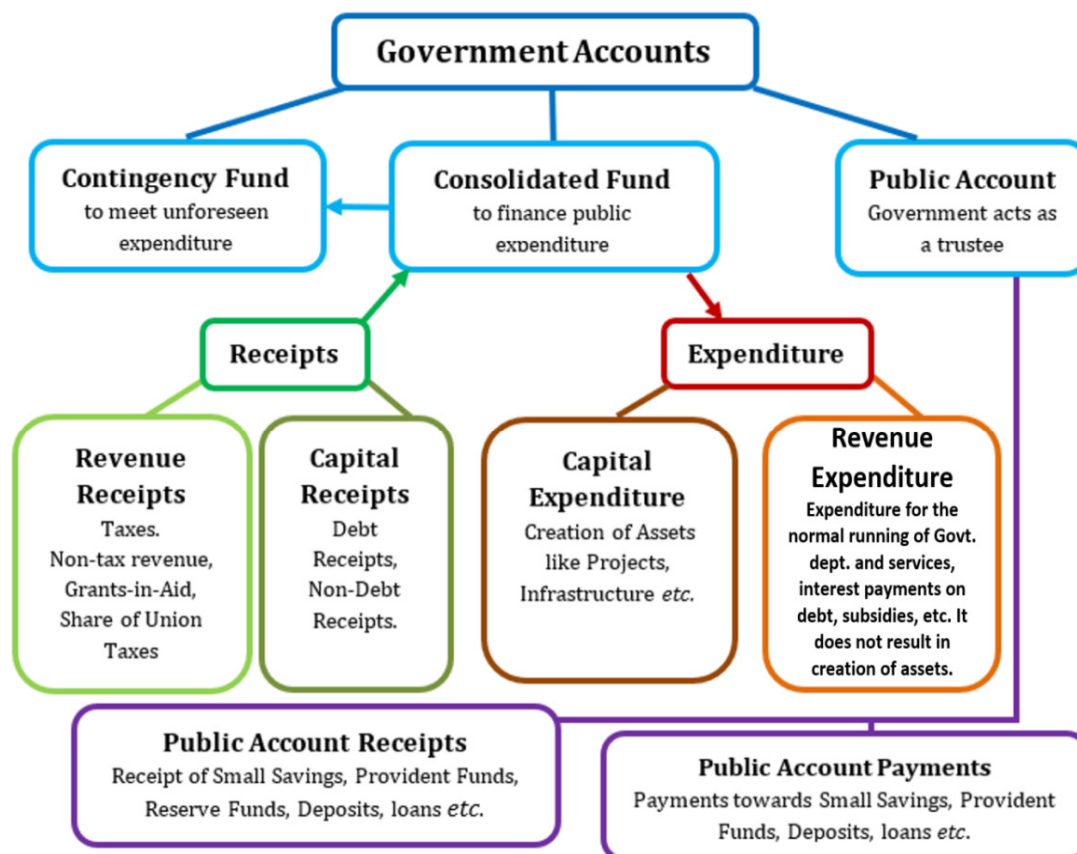 Government Accounts
Contingency Fund
to meet unforeseen
expenditure
Consolidated Fund
to finance public
expenditure
Public Account
Government acts as
a trustee
Receipts
Expenditure
Revenue
Receipts
Taxes.
Non-tax revenue,
Grants-in-Aid,
Share of Union
Taxes
Capital
Receipts
Debt
Receipts,
Non-Debt
Receipts.
Capital
Expenditure
Creation of Assets
like Projects,
Infrastructure etc.
Revenue
Expenditure
Expenditure for the
normal running of Govt.
dept. and services,
interest payments on
debt, subsidies, etc. It
does not result in
creation of assets.
Public Account Receipts
Receipt of Small Savings, Provident Funds,
Reserve Funds, Deposits, loans etc.
Public Account Payments
Payments towards Small Savings, Provident
Funds, Deposits, loans etc.